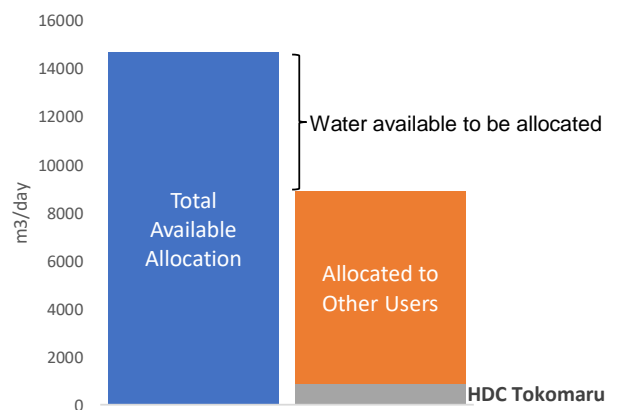 16000
14000
12000
10000
8000
6000
4000
2000
0
m3/day
Total
Available
Allocation
Water available to be allocated
Allocated to
Other Users
HDC Tokomaru